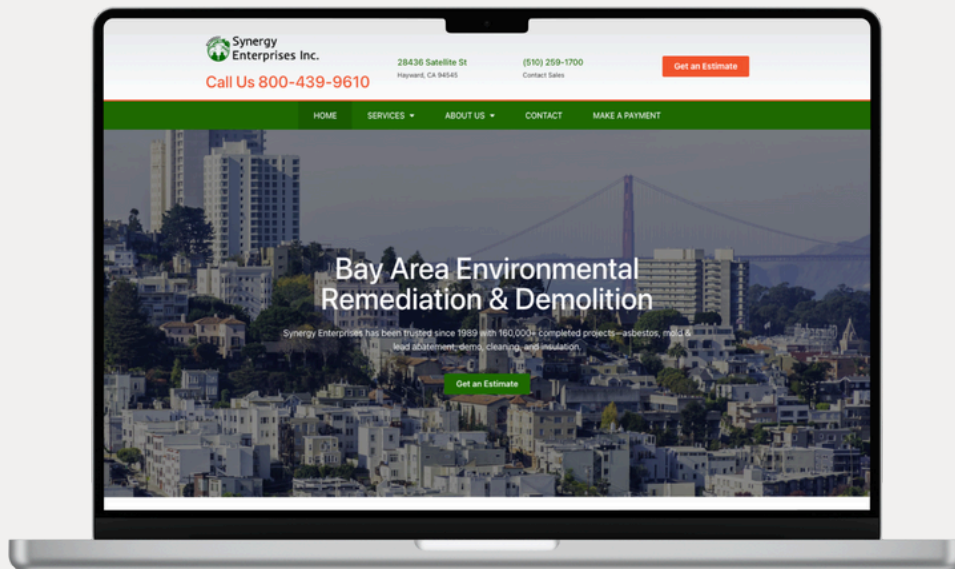 Synergy
Enterprises Inc.
Call Us 800-439-9610
28436 Satellite St
Hayward, CA 94545
(510) 259-1700
Contact Sales
Get an Estimate
HOME
SERVICES
ABOUT US
CONTACT
MAKE A PAYMENT
Bay Area Environmental
Remediation & Demolition
Synergy Enterprises has been trusted since 1989 with 160,000+ completed projects—asbestos, mold &
lead abatement, demo, cleaning, and insulation.
Get an Estimate